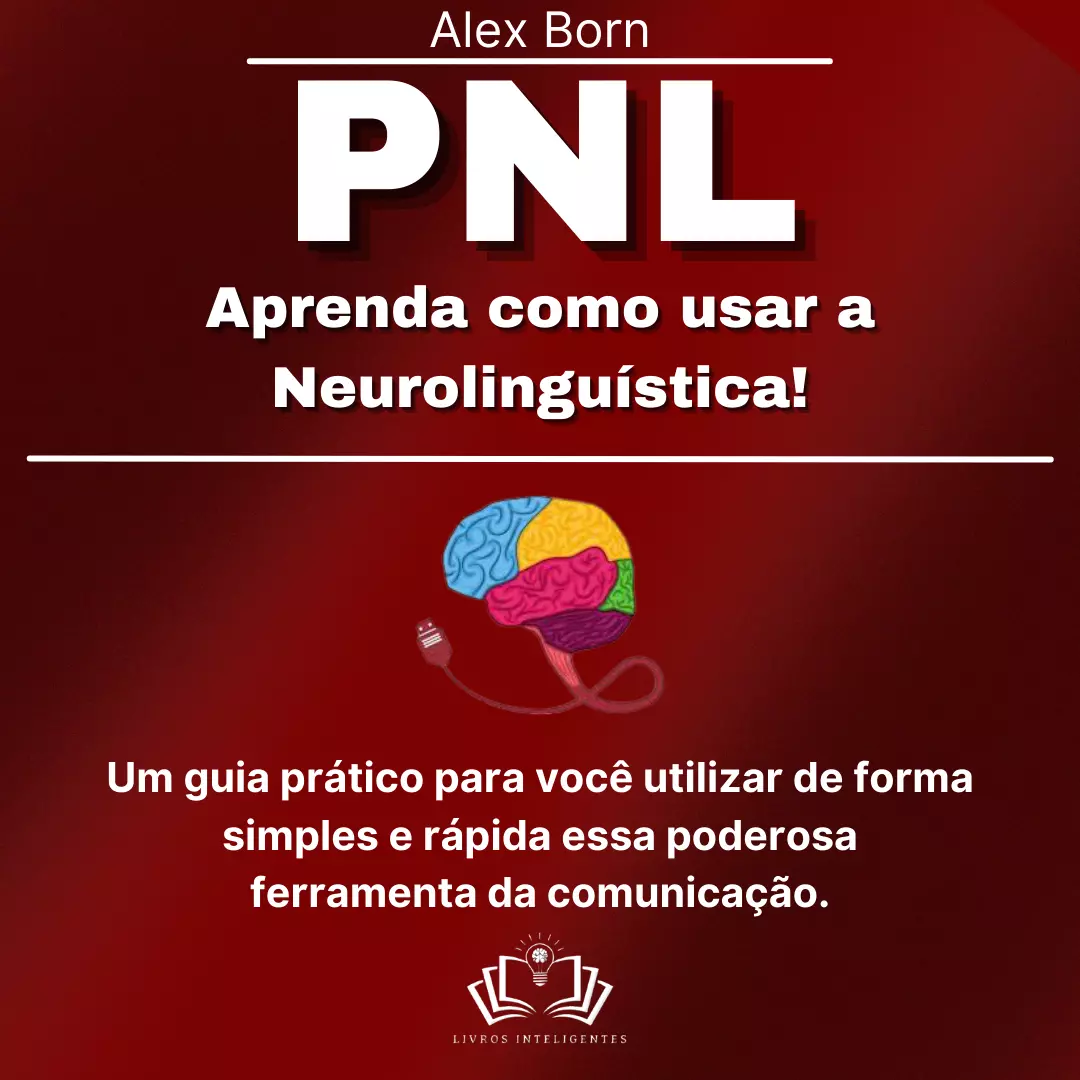 Alex Born
PNL
Aprenda como usar a
Neurolinguística!
Um guia prático para você utilizar de forma
simples e rápida essa poderosa
ferramenta da comunicação.
LIVROS INTELIGENTES